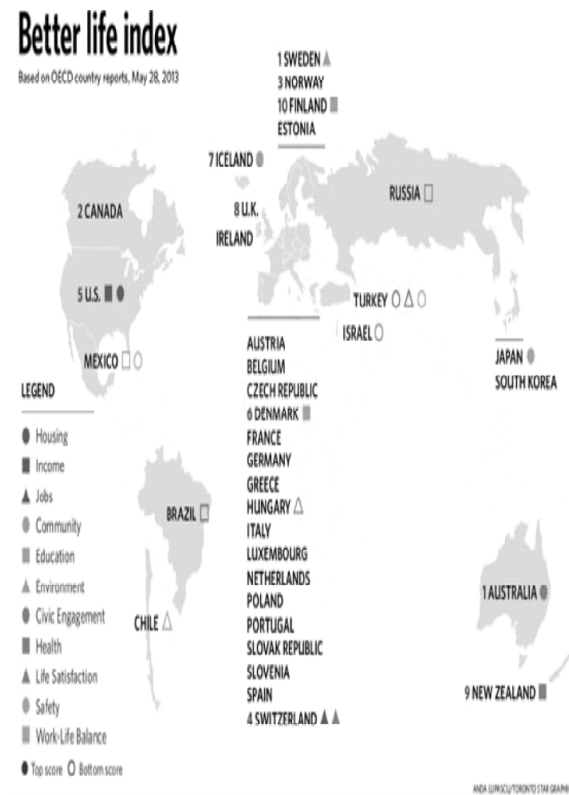 Better life index
Based on OECD country reports, May 28, 2013
1 SWEDEN
3 NORWAY
10 FINLAND
ESTONIA
7 ICELAND
8 U.K.
IRELAND
RUSSIA
2 CANADA
5 U.S.
MEXICO
TURKEY
ISRAEL
JAPAN
SOUTH KOREA
AUSTRIA
BELGIUM
CZECH REPUBLIC
6 DENMARK
FRANCE
GERMANY
GREECE
HUNGARY
ITALY
LUXEMBOURG
NETHERLANDS
POLAND
PORTUGAL
SLOVAK REPUBLIC
SLOVENIA
SPAIN
4 SWITZERLAND
BRAZIL
CHILE
1 AUSTRALIA
9 NEW ZEALAND
LEGEND
Housing
Income
Jobs
Community
Education
Environment
Civic Engagement
Health
Life Satisfaction
Safety
Work-Life Balance
Top score Bottom score
ANDA LUPASCU/TORONTO STAR GRAPHI